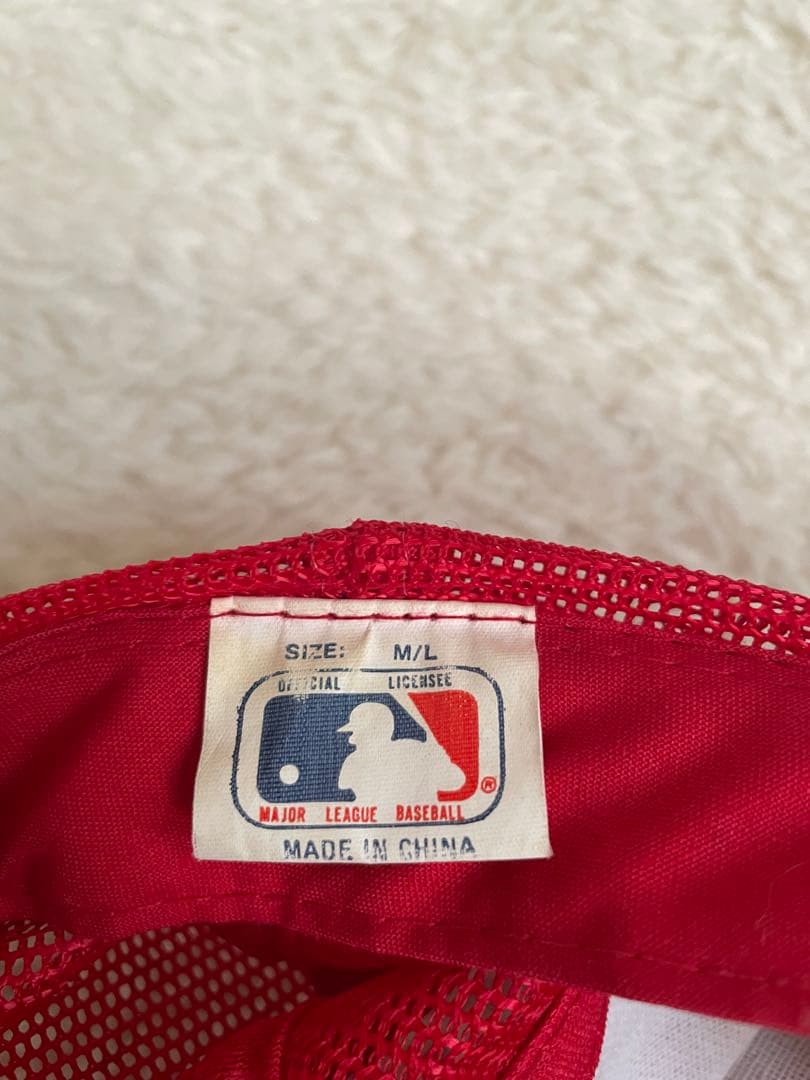 SIZE: M/L
OFFICIAL LICENSEE
®
MAJOR LEAGUE BASEBALL
MADE IN CHINA